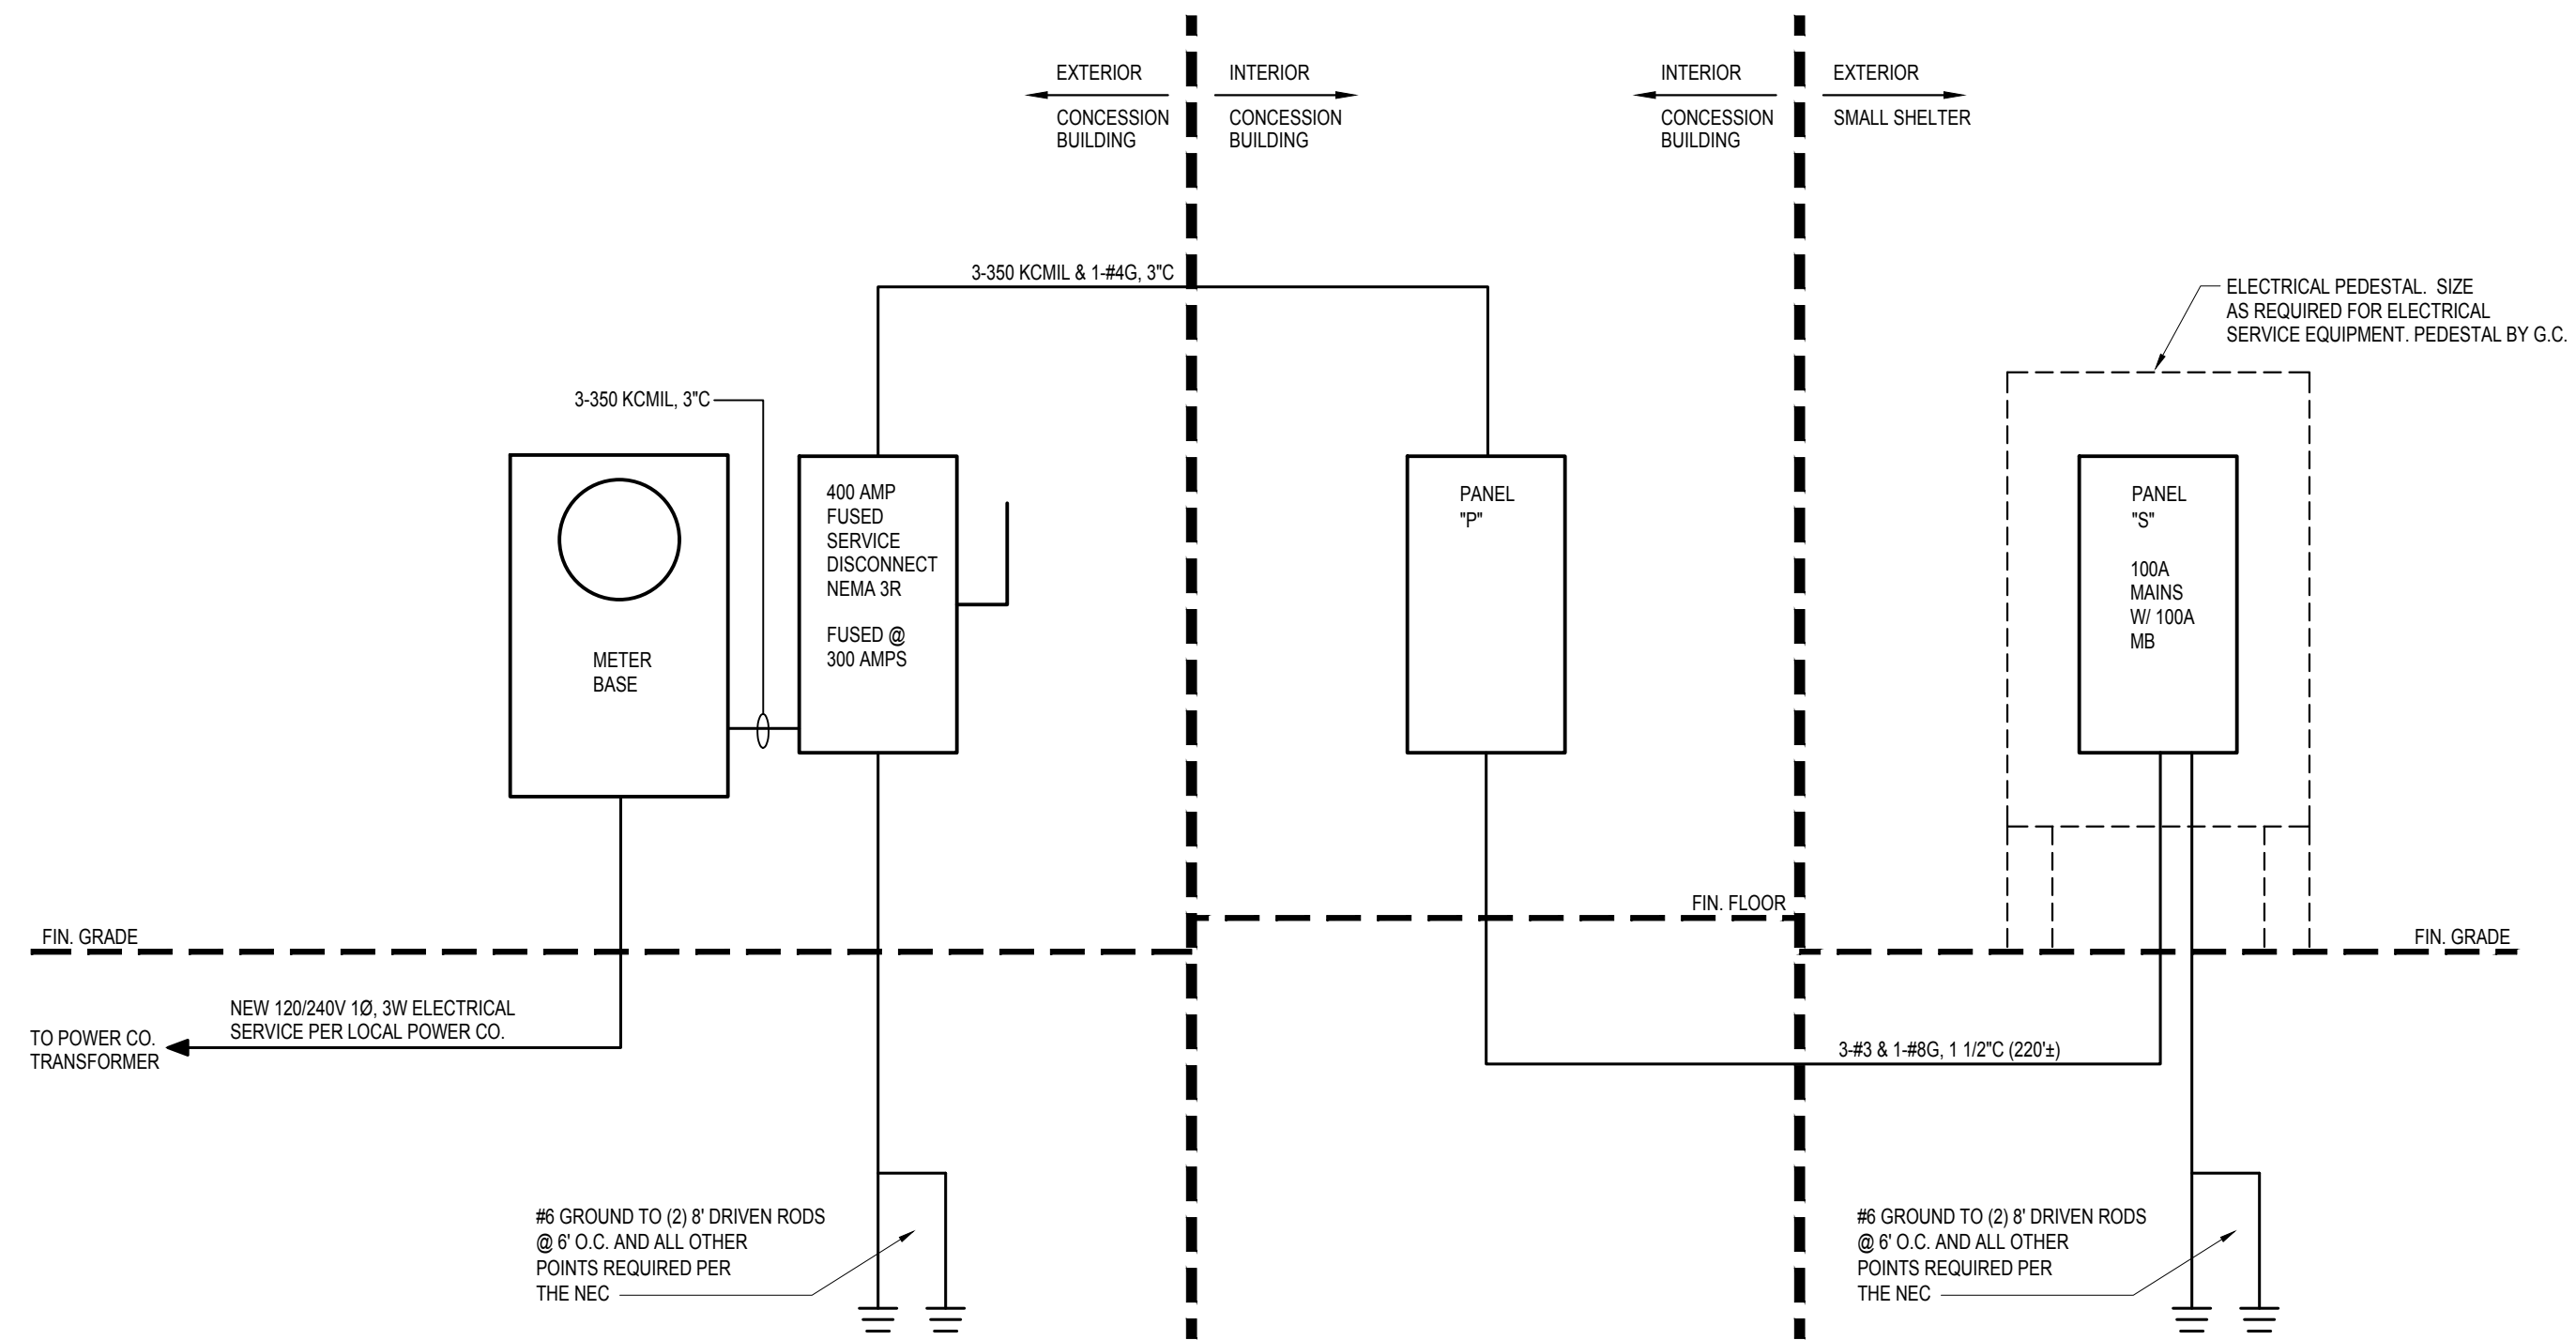 EXTERIOR
CONCESSION
BUILDING
INTERIOR
CONCESSION
BUILDING
INTERIOR
CONCESSION
BUILDING
EXTERIOR
SMALL SHELTER
3-350 KCMIL & 1-#4G, 3"C
ELECTRICAL PEDESTAL. SIZE
AS REQUIRED FOR ELECTRICAL
SERVICE EQUIPMENT. PEDESTAL BY G.C.
3-350 KCMIL, 3"C
METER
BASE
400 AMP
FUSED
SERVICE
DISCONNECT
NEMA 3R
FUSED @
300 AMPS
PANEL
"P"
PANEL
"S"
100A
MAINS
W/ 100A
MB
FIN. GRADE
FIN. FLOOR
FIN. GRADE
NEW 120/240V 1Ø, 3W ELECTRICAL
SERVICE PER LOCAL POWER CO.
TO POWER CO.
TRANSFORMER
3-#3 & 1-#8G, 1 1/2"C (220'±)
#6 GROUND TO (2) 8' DRIVEN RODS
@ 6' O.C. AND ALL OTHER
POINTS REQUIRED PER
THE NEC
#6 GROUND TO (2) 8' DRIVEN RODS
@ 6' O.C. AND ALL OTHER
POINTS REQUIRED PER
THE NEC